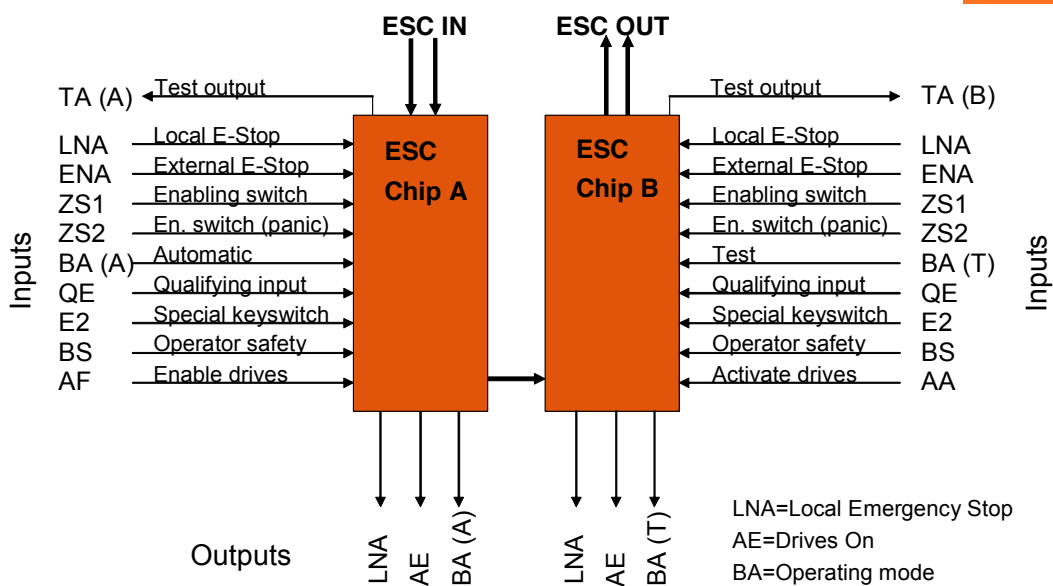 ESC IN
ESC OUT
TA (A)
Test output
Test output
TA (B)
LNA
Local E-Stop
ESC
Chip A
ESC
Chip B
Local E-Stop
LNA
ENA
External E-Stop
External E-Stop
ENA
ZS1
Enabling switch
Enabling switch
ZS1
ZS2
En. switch (panic)
En. switch (panic)
ZS2
Inputs
BA (A)
Automatic
Test
BA (T)
Inputs
QE
Qualifying input
Qualifying input
QE
E2
Special keyswitch
Special keyswitch
E2
BS
Operator safety
Operator safety
BS
AF
Enable drives
Activate drives
AA
Outputs
LNA
AE
BA (A)
LNA
AE
BA (T)
LNA=Local Emergency Stop
AE=Drives On
BA=Operating mode